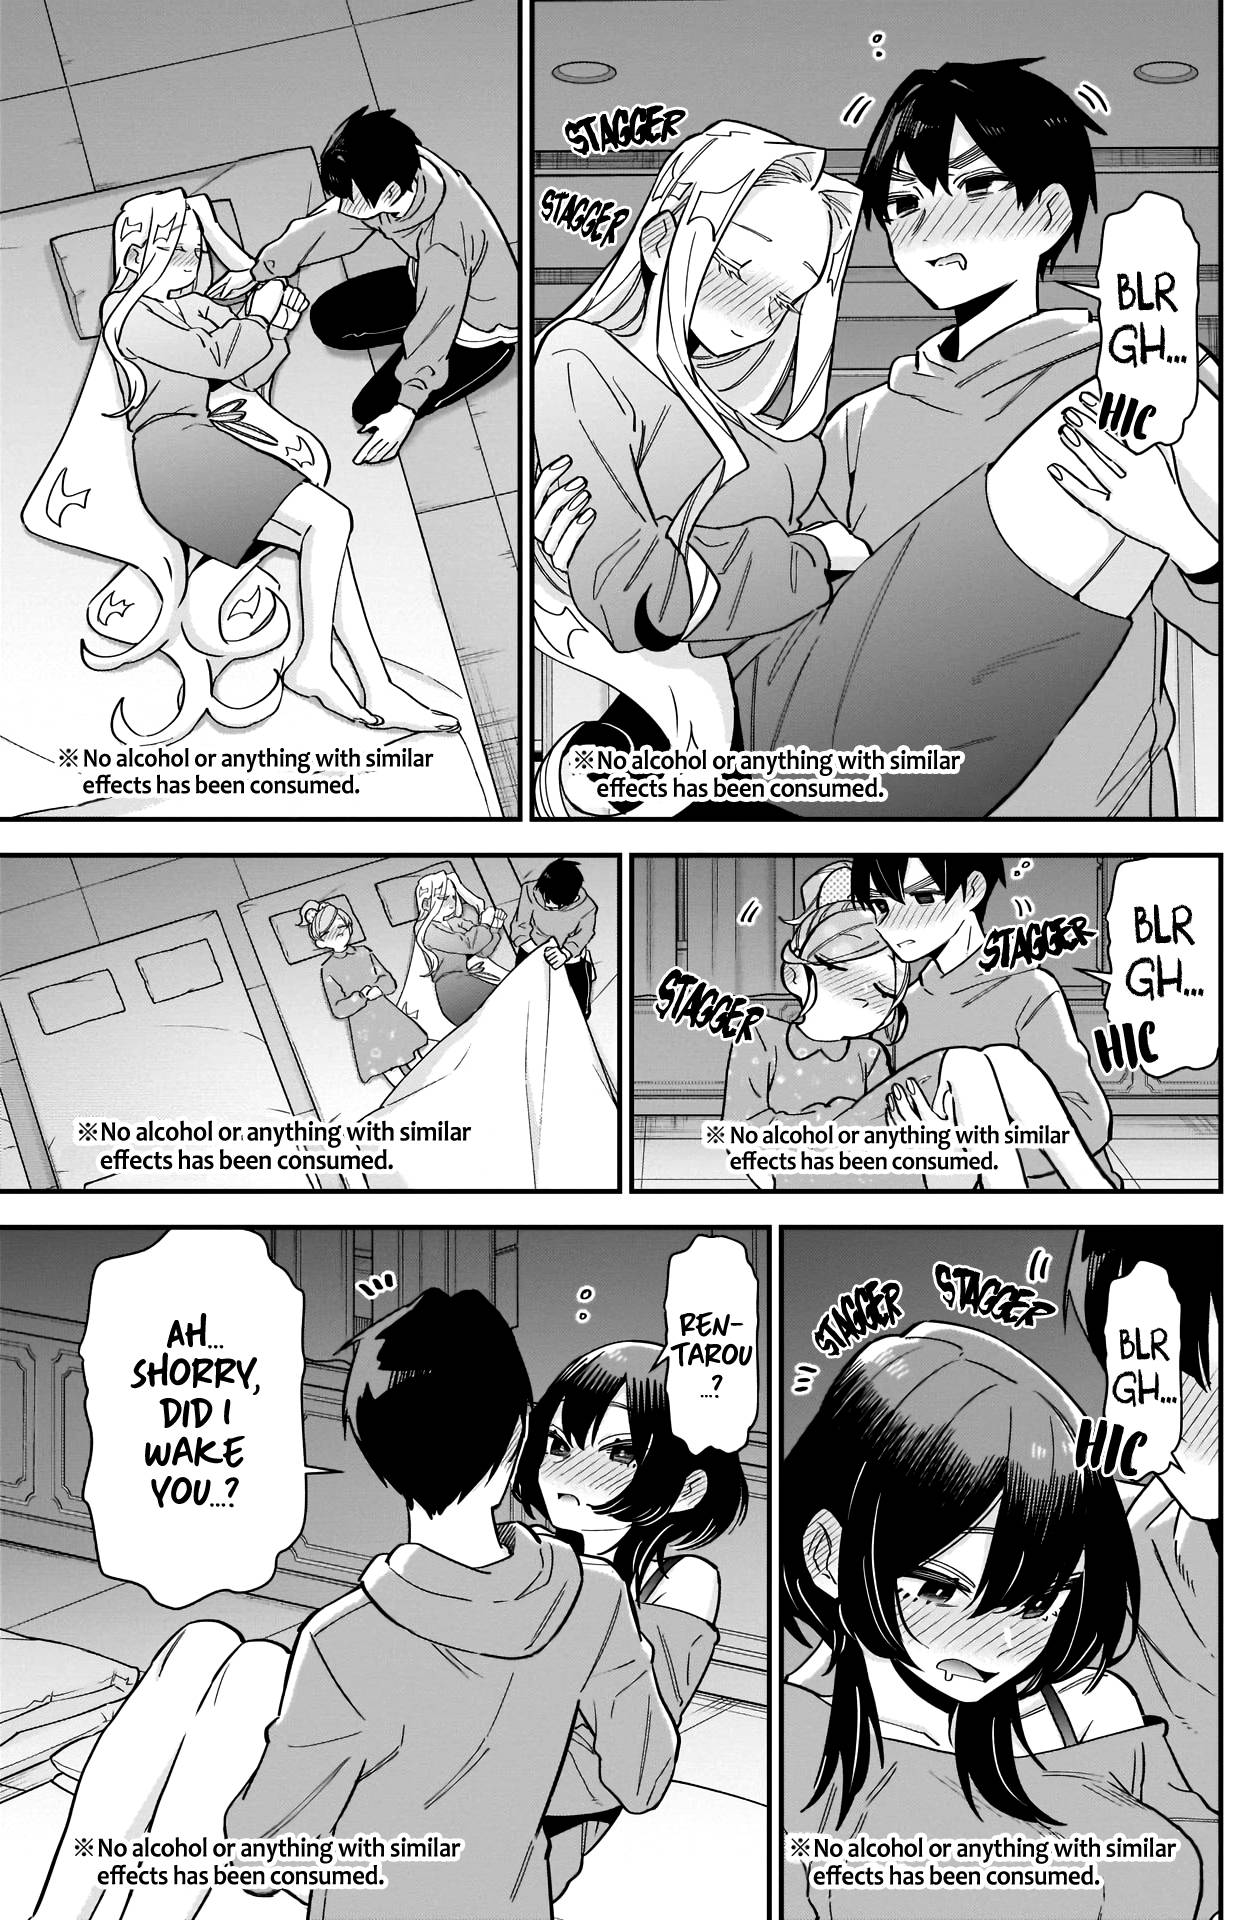 STAGGER
STAGGER
BLR
GH...
HIC
※No alcohol or anything with similar
effects has been consumed.
※No alcohol or anything with similar
effects has been consumed.
BLR
GH...
HIC
STAGGER
STAGGER
※No alcohol or anything with similar
effects has been consumed.
※No alcohol or anything with similar
effects has been consumed.
BLR
GH...
HIC
STAGGER
STAGGER
※No alcohol or anything with similar
effects has been consumed.
REN-
TAROU
...?
AH...
SHORRY,
DID I
WAKE
YOU...?
※No alcohol or anything with similar
effects has been consumed.